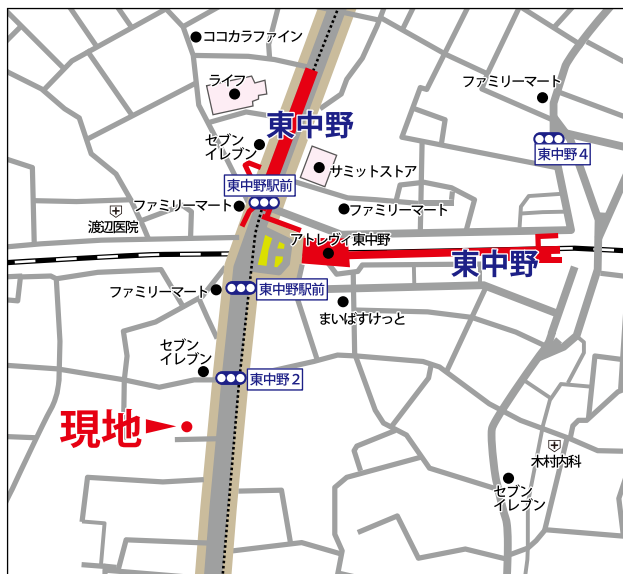 ココカラファイン
ライフ
ファミリーマート
東中野
セブン
イレブン
東中野4
サミットストア
東中野駅前
ファミリーマート
ファミリーマート
渡辺医院
アトレヴィ東中野
東中野
ファミリーマート
東中野駅前
まいばすけっと
セブン
イレブン
東中野2
現地
木村内科
セブン
イレブン